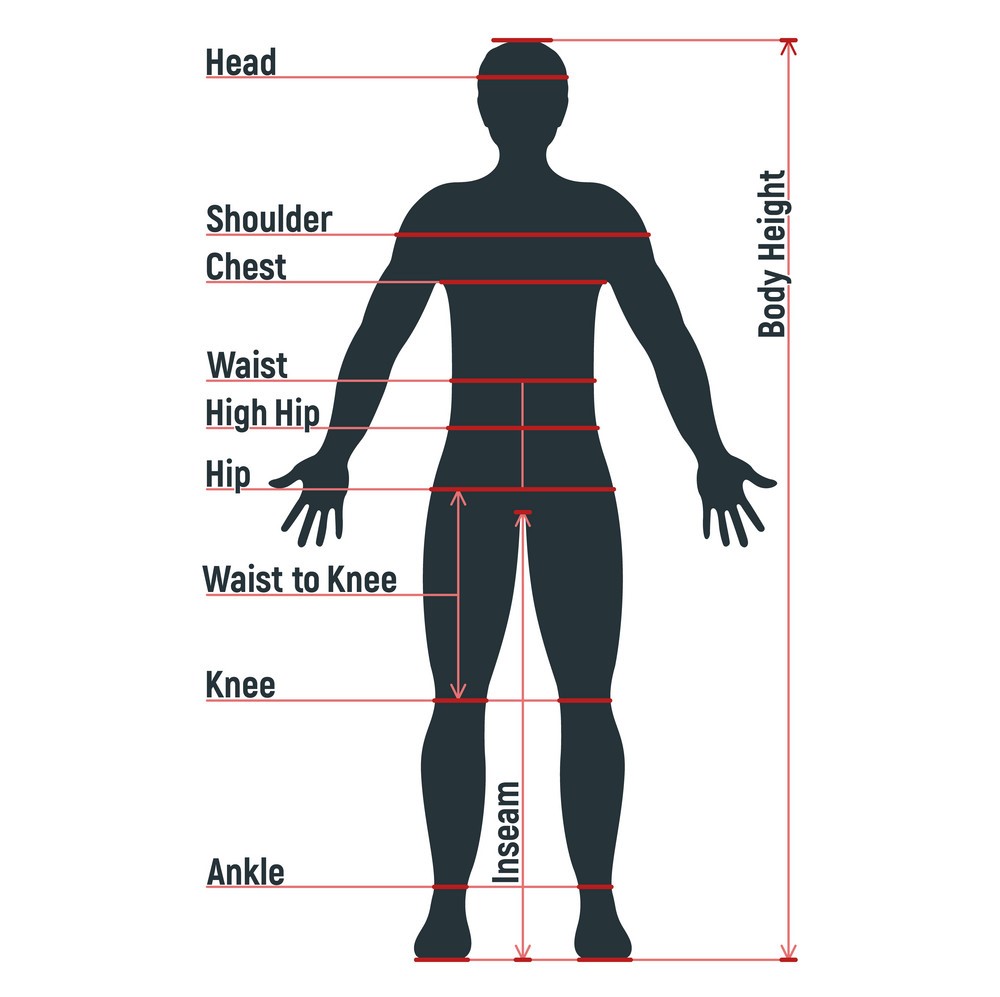 Head
Shoulder
Chest
Waist
High Hip
Hip
Waist to Knee
Knee
Ankle
Inseam
Body Height